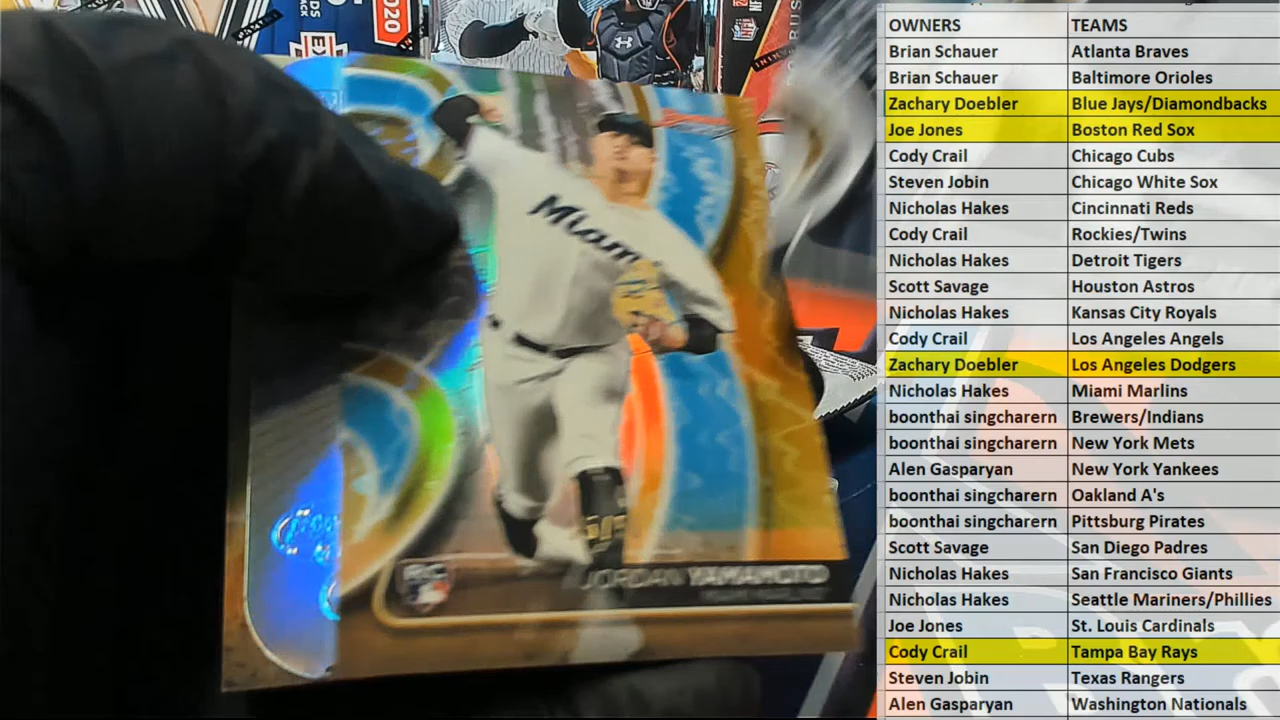 OWNERS TEAMS
Brian Schauer Atlanta Braves
Brian Schauer Baltimore Orioles
Zachary Doebler Blue Jays/Diamondbacks
Joe Jones Boston Red Sox
Cody Crail Chicago Cubs
Steven Jobin Chicago White Sox
Nicholas Hakes Cincinnati Reds
Cody Crail Rockies/Twins
Nicholas Hakes Detroit Tigers
Scott Savage Houston Astros
Nicholas Hakes Kansas City Royals
Cody Crail Los Angeles Angels
Zachary Doebler Los Angeles Dodgers
Nicholas Hakes Miami Marlins
boonthai singcharern Brewers/Indians
boonthai singcharern New York Mets
Alen Gasparyan New York Yankees
boonthai singcharern Oakland A's
boonthai singcharern Pittsburg Pirates
Scott Savage San Diego Padres
Nicholas Hakes San Francisco Giants
Nicholas Hakes Seattle Mariners/Phillies
Joe Jones St. Louis Cardinals
Cody Crail Tampa Bay Rays
Steven Jobin Texas Rangers
Alen Gasparyan Washington Nationals
2020
Miam
RC
JORDAN YAMAMOTO